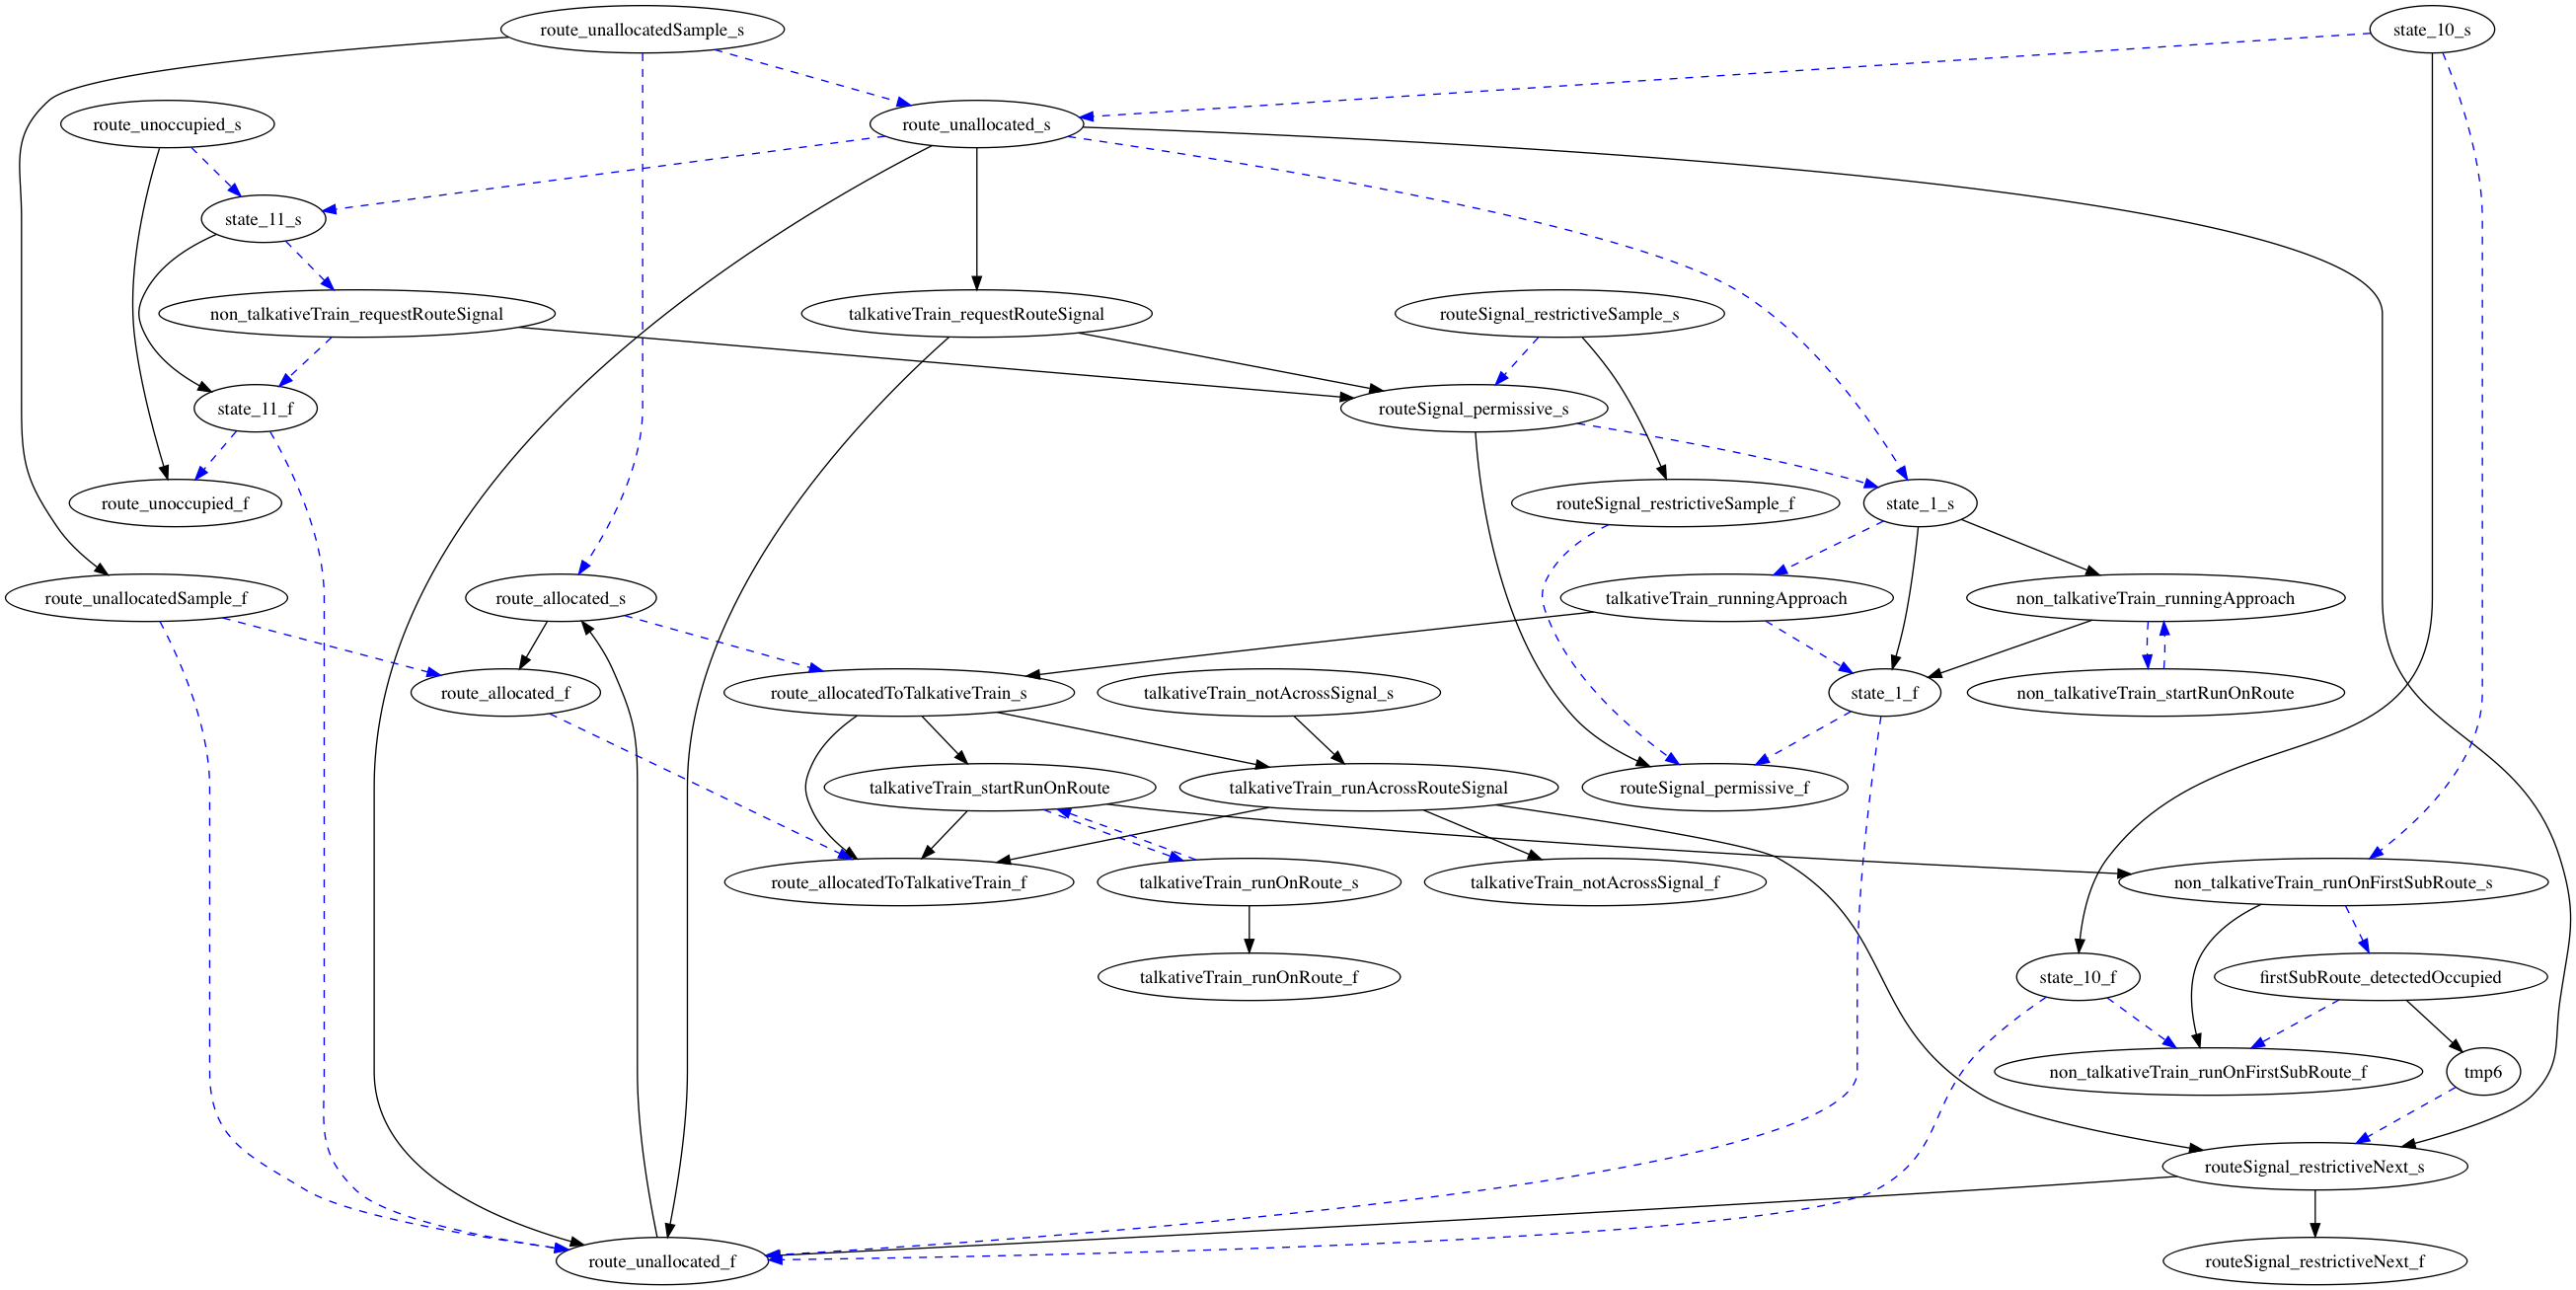 route_unallocatedSample_s
state_10_s
route_unoccupied_s
route_unallocated_s
state_11_s
non_talkativeTrain_requestRouteSignal
talkativeTrain_requestRouteSignal
routeSignal_restrictiveSample_s
state_11_f
routeSignal_permissive_s
route_unoccupied_f
routeSignal_restrictiveSample_f
state_1_s
route_unallocatedSample_f
route_allocated_s
talkativeTrain_runningApproach
non_talkativeTrain_runningApproach
route_allocated_f
route_allocatedToTalkativeTrain_s
talkativeTrain_notAcrossSignal_s
state_1_f
non_talkativeTrain_startRunOnRoute
talkativeTrain_startRunOnRoute
talkativeTrain_runAcrossRouteSignal
routeSignal_permissive_f
route_allocatedToTalkativeTrain_f
talkativeTrain_runOnRoute_s
talkativeTrain_notAcrossSignal_f
non_talkativeTrain_runOnFirstSubRoute_s
talkativeTrain_runOnRoute_f
state_10_f
firstSubRoute_detectedOccupied
non_talkativeTrain_runOnFirstSubRoute_f
tmp6
routeSignal_restrictiveNext_s
route_unallocated_f
routeSignal_restrictiveNext_f